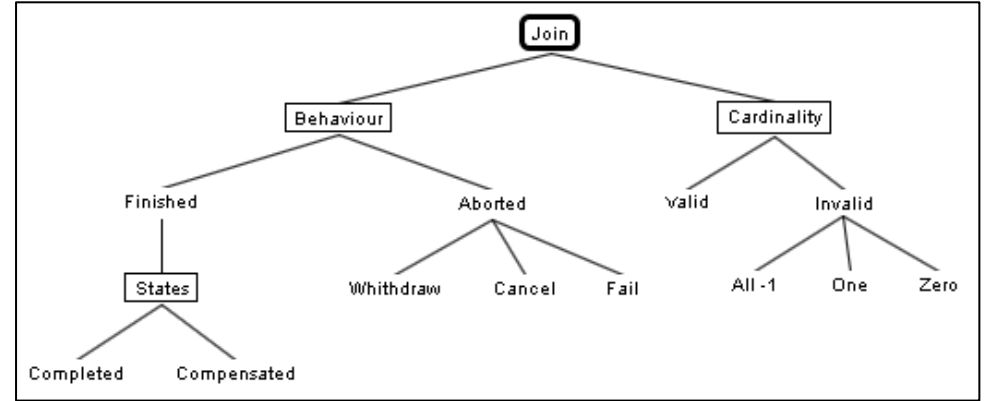 Join
Behaviour
Cardinality
Finished
Aborted
Valid
Invalid
States
Whithdraw
Cancel
Fail
All -1
One
Zero
Completed
Compensated